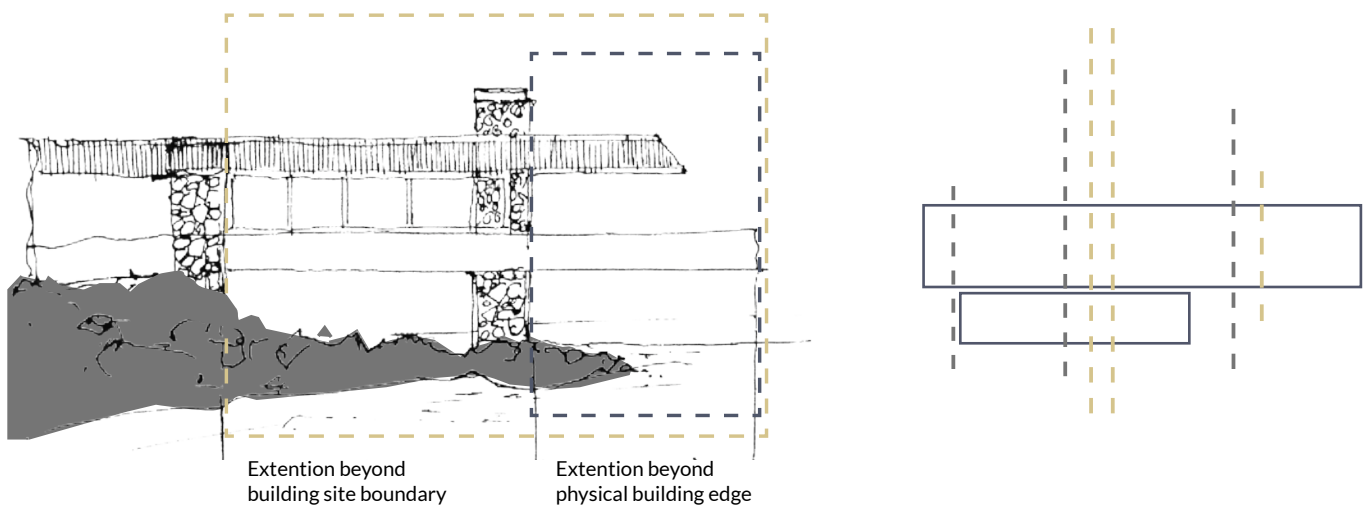 Extention beyond
building site boundary
Extention beyond
physical building edge